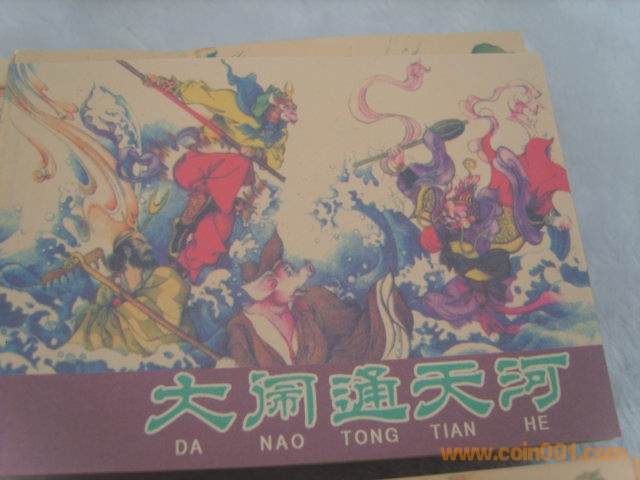 大闹通天河
DA NAO TONG TIAN HE
www.coin001.com